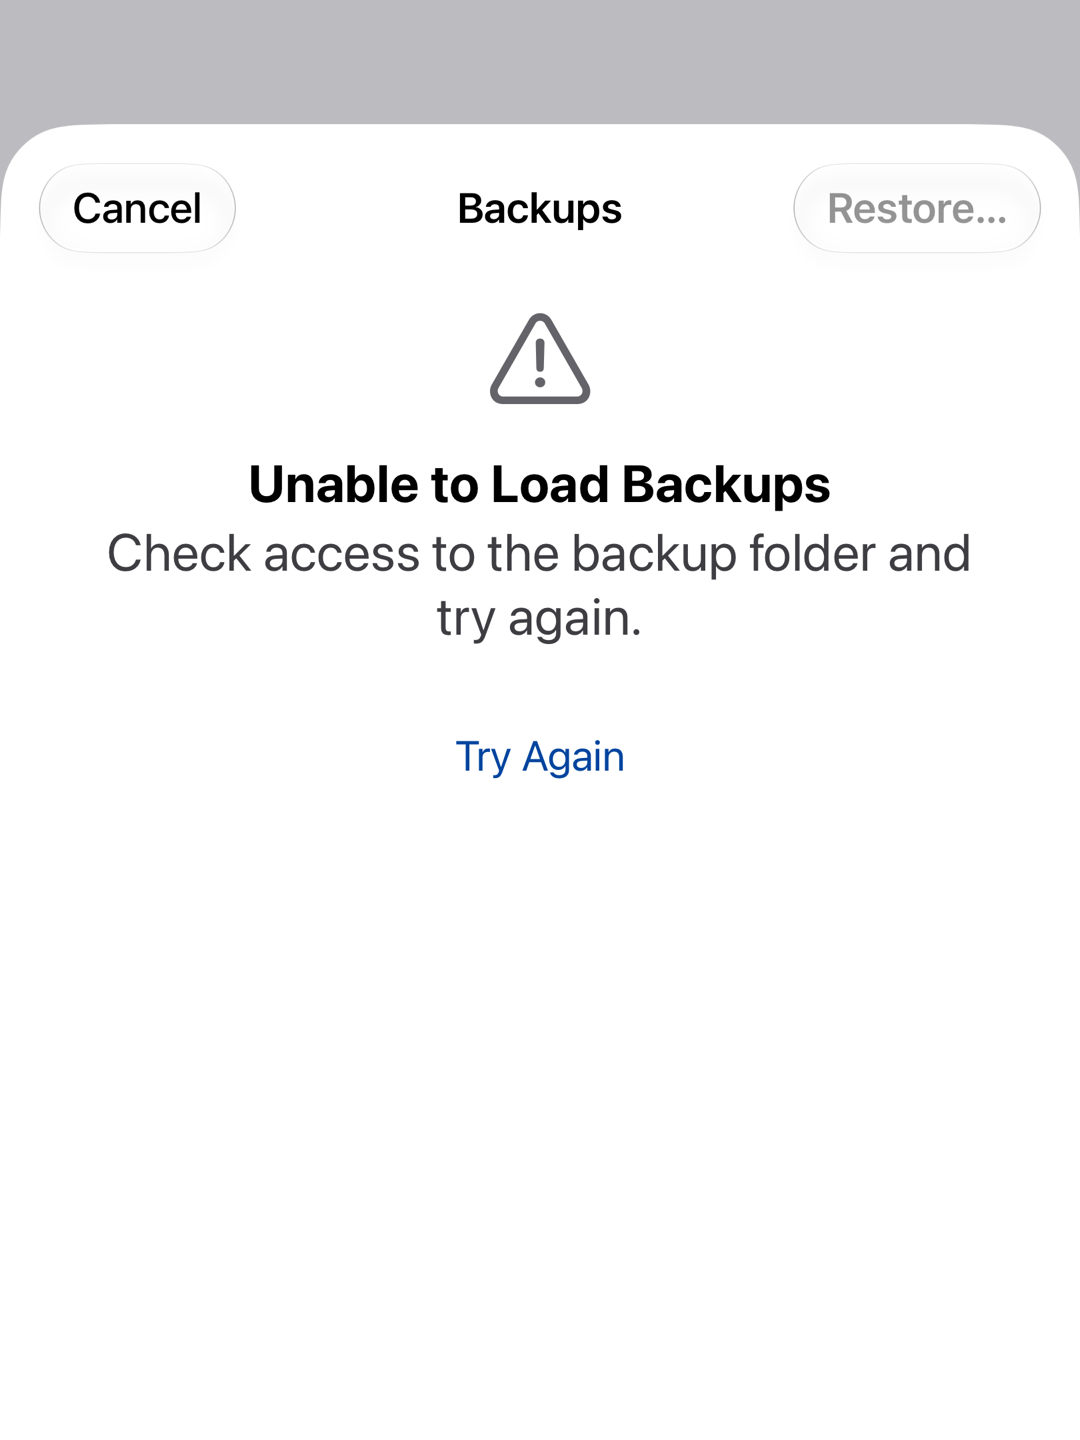 Cancel
Backups
Restore...
Unable to Load Backups
Check access to the backup folder and
try again.
Try Again